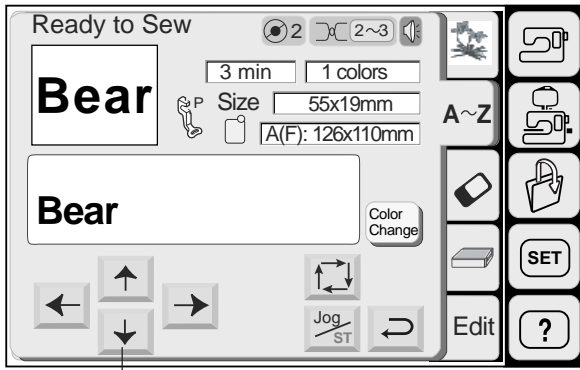 Ready to Sew
2
2~3
Bear
3 min
1 colors
P
Size
55x19mm
A(F): 126x110mm
A~Z
Bear
Color
Change
SET
Jog
ST
Edit
?